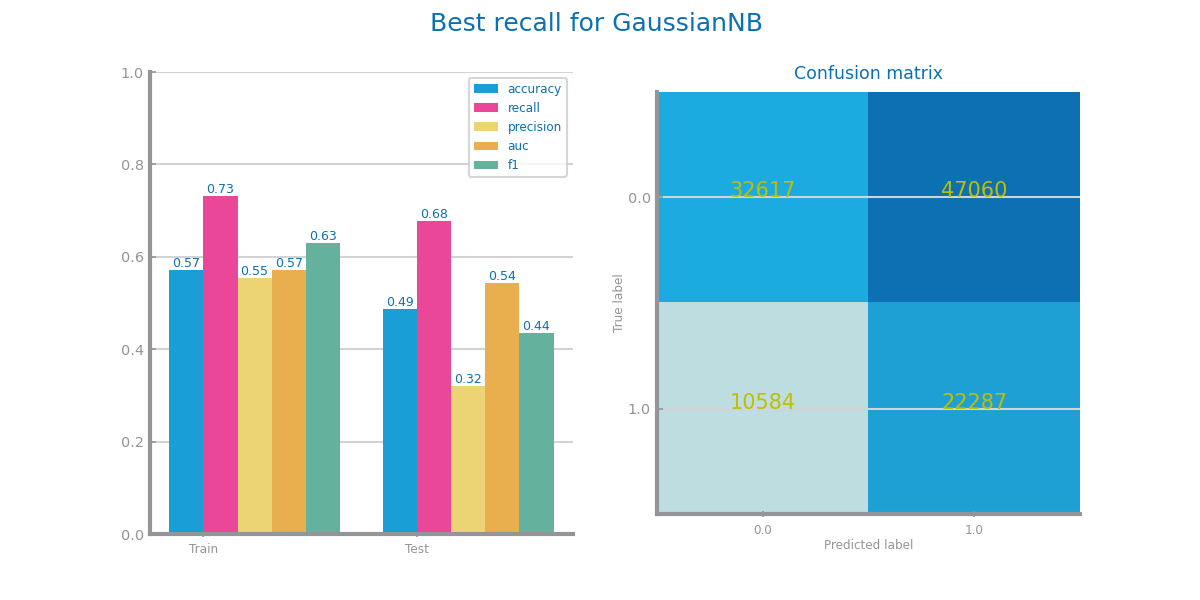 Best recall for GaussianNB
1.0
0.8
0.6
0.4
0.2
0.0
accuracy
recall
precision
auc
f1
0.57
0.73
0.55
0.57
0.63
0.49
0.68
0.32
0.54
0.44
Train
Test
Confusion matrix
True label
0.0
1.0
32617
47060
10584
22287
0.0
1.0
Predicted label